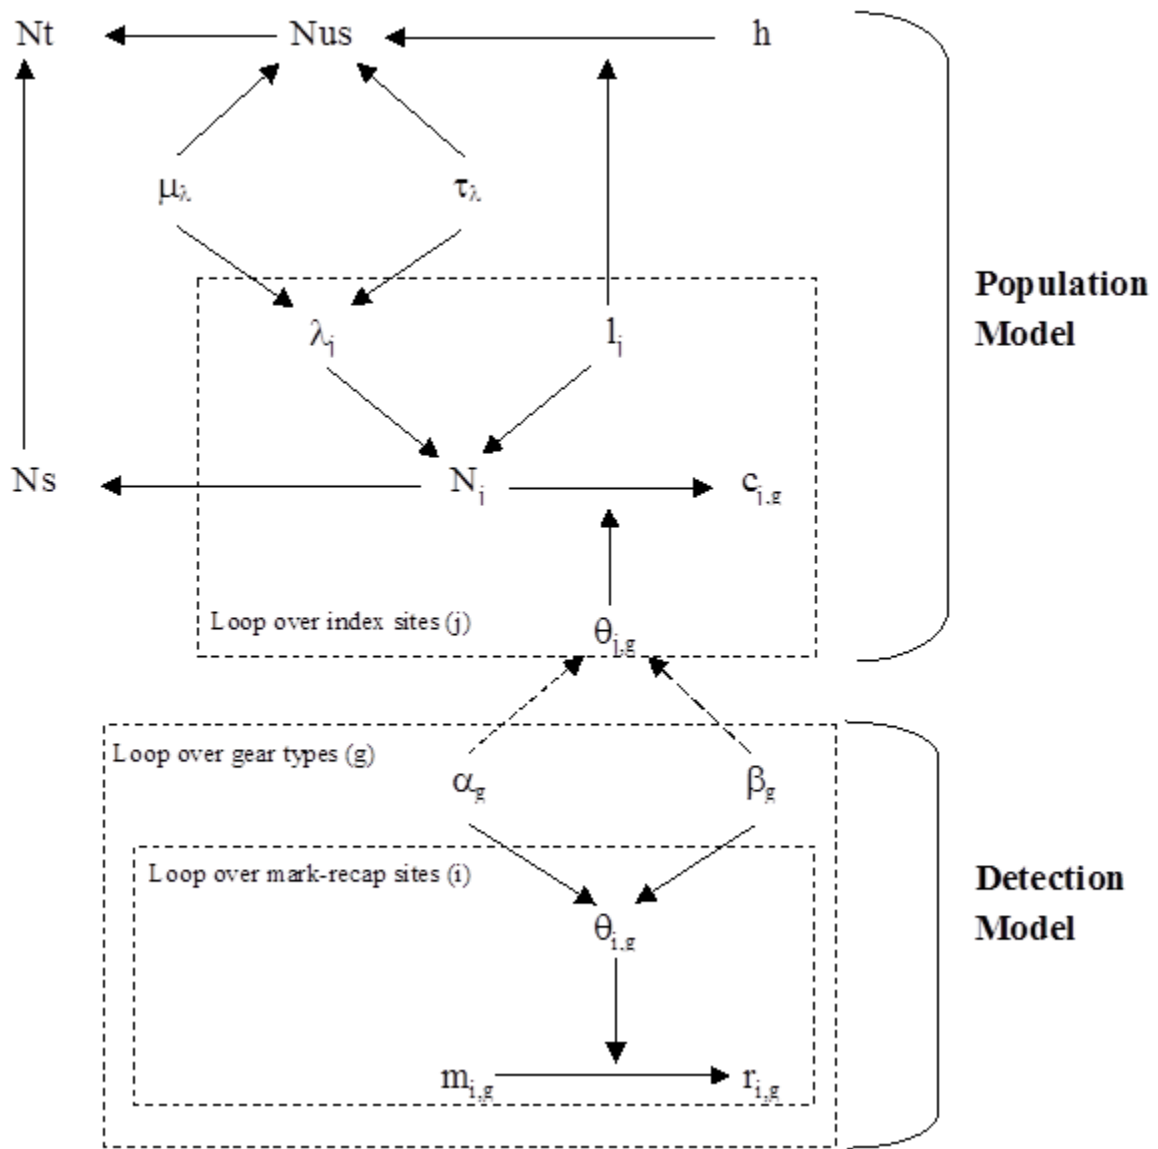 Nt Nus h
μλ τλ
Population
Model
λj lj
Ns Nj cj,g
Loop over index sites (j) θj,g
Loop over gear types (g)
αg βg
Loop over mark-recap sites (i)
Detection
Model
θi,g
mi,g ri,g